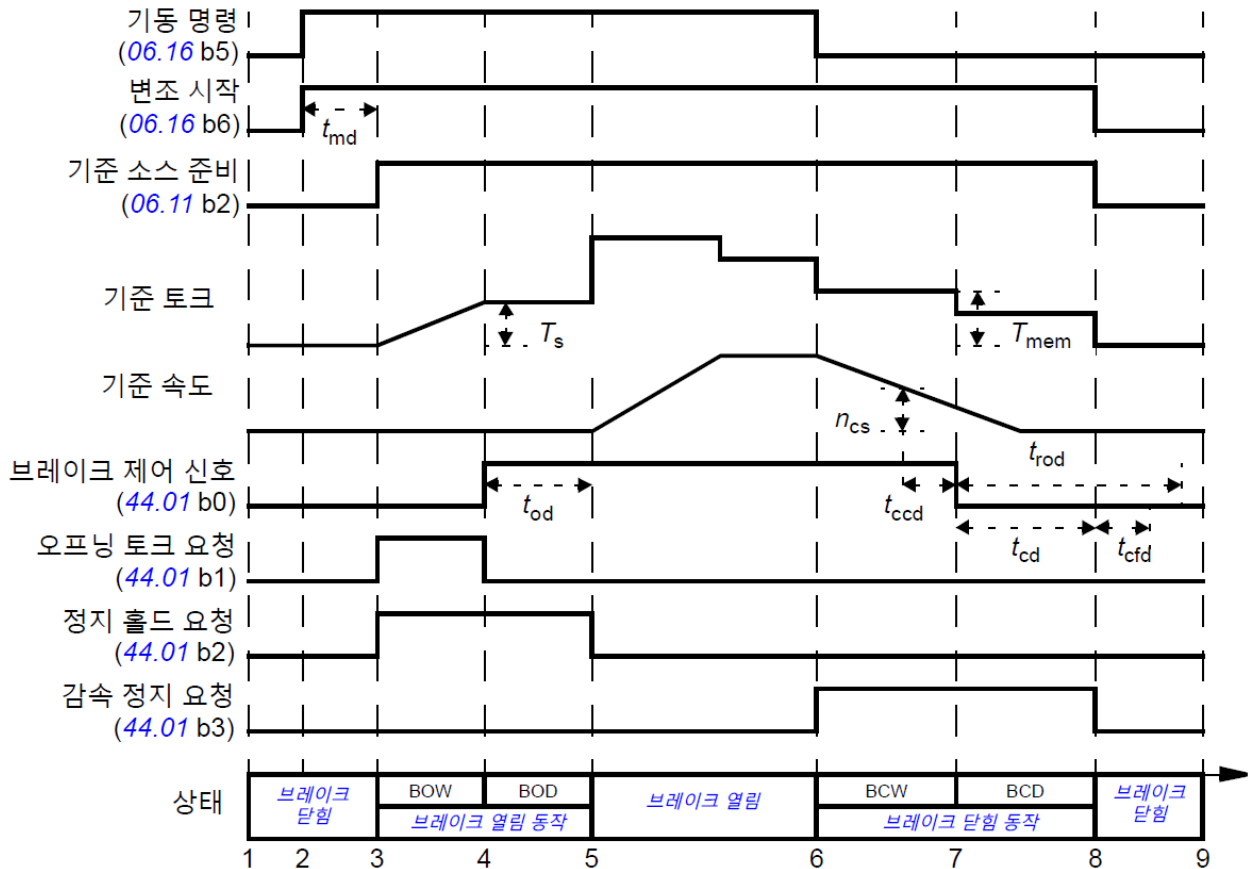 기동 명령
(06.16 b5)
변조 시작
(06.16 b6)
tmd
기준 소스 준비
(06.11 b2)
기준 토크
Ts
Tmem
기준 속도
ncs
trod
브레이크 제어 신호
(44.01 b0)
tod
tccd
tcd
tcfd
오프닝 토크 요청
(44.01 b1)
정지 홀드 요청
(44.01 b2)
감속 정지 요청
(44.01 b3)
상태
브레이크
닫힘
BOW
BOD
브레이크 열림 동작
브레이크 열림
BCW
BCD
브레이크 닫힘 동작
브레이크
닫힘
1 2 3 4 5 6 7 8 9